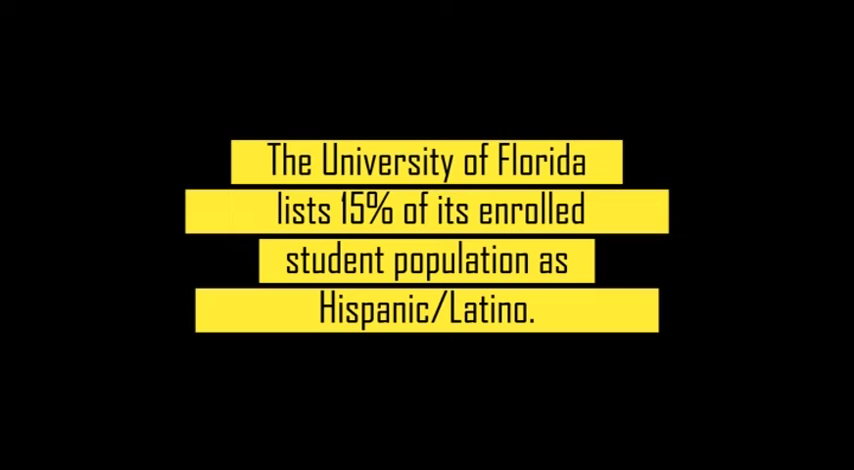 The University of Florida
lists 15% of its enrolled
student population as
Hispanic/Latino.